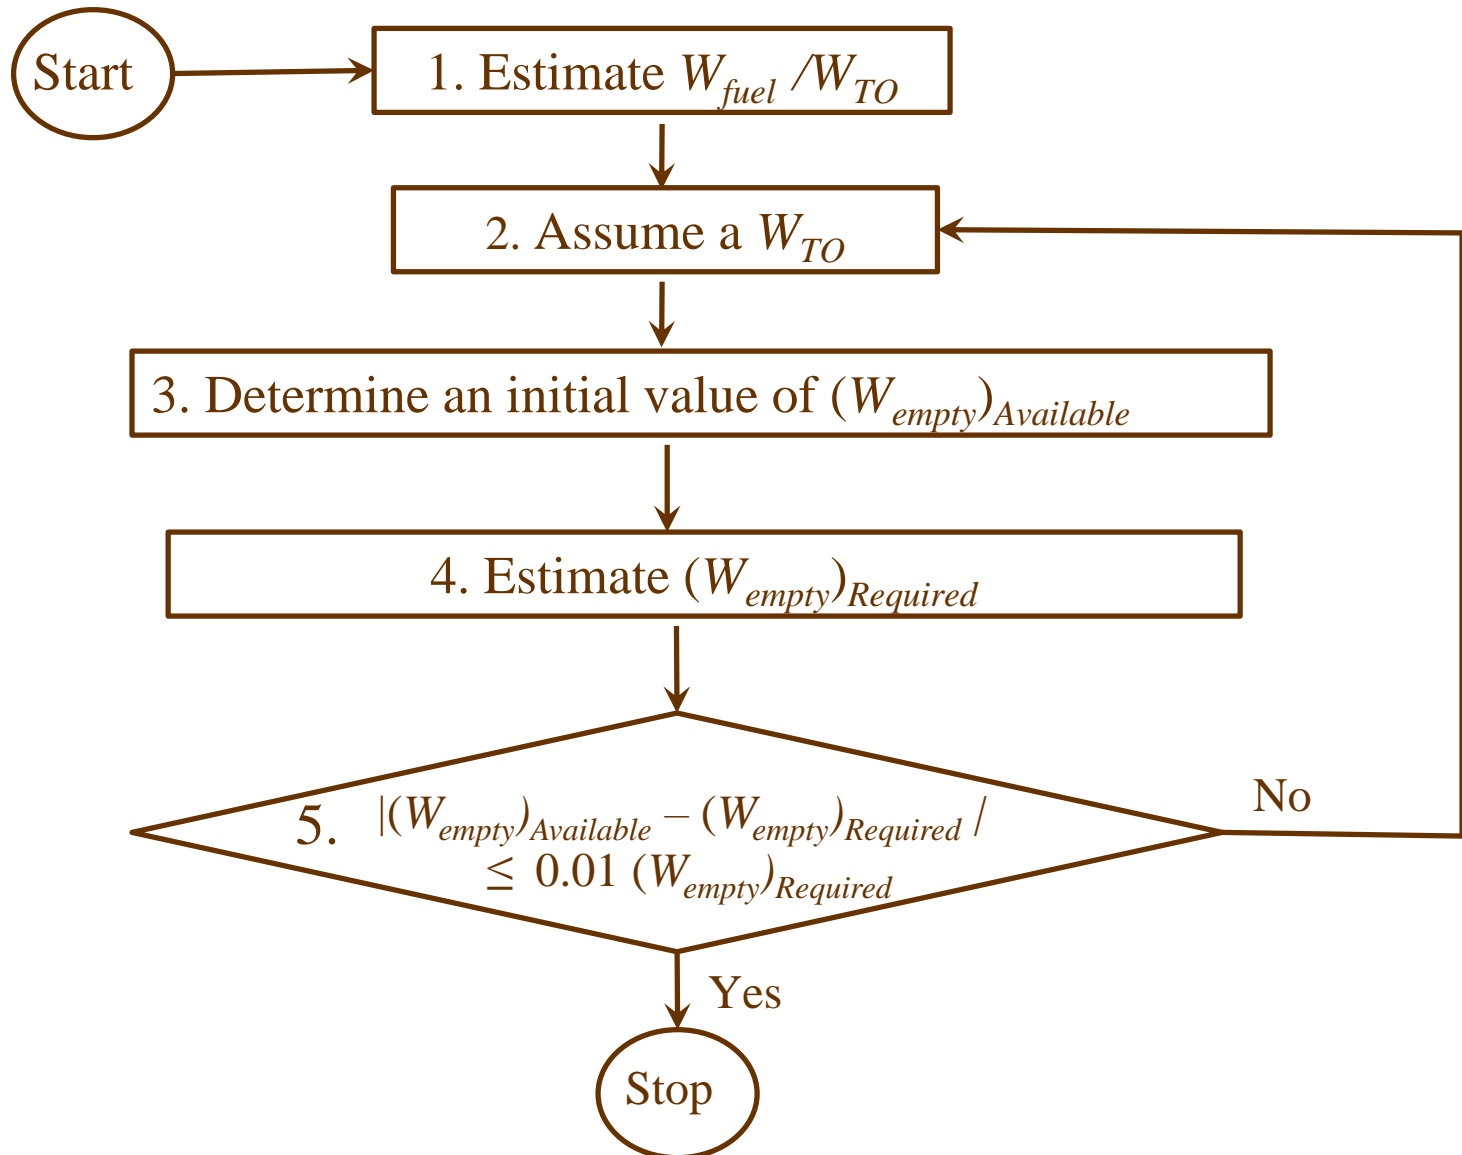 Start
1. Estimate W_fuel /W_TO
2. Assume a W_TO
3. Determine an initial value of (W_empty)_Available
4. Estimate (W_empty)_Required
5. |(W_empty)_Available – (W_empty)_Required |
≤ 0.01 (W_empty)_Required
No
Yes
Stop